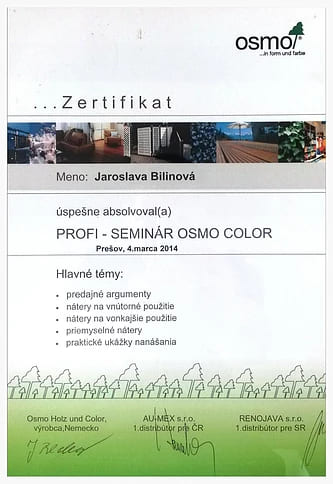 osmo
...in form und farbe
...Zertifikat
Meno: Jaroslava Bilinová
úspešne absolvoval(a)
PROFI - SEMINÁR OSMO COLOR
Prešov, 4.marca 2014
Hlavné témy:
• predajné argumenty
• nátery na vnútorné použitie
• nátery na vonkajšie použitie
• priemyselné nátery
• praktické ukážky nanášania
Osmo Holz und Color,
výrobca,Nemecko
AU-MEX s.r.o.
1.distribútor pre ČR
RENOJAVA s.r.o.
1.distribútor pre SR